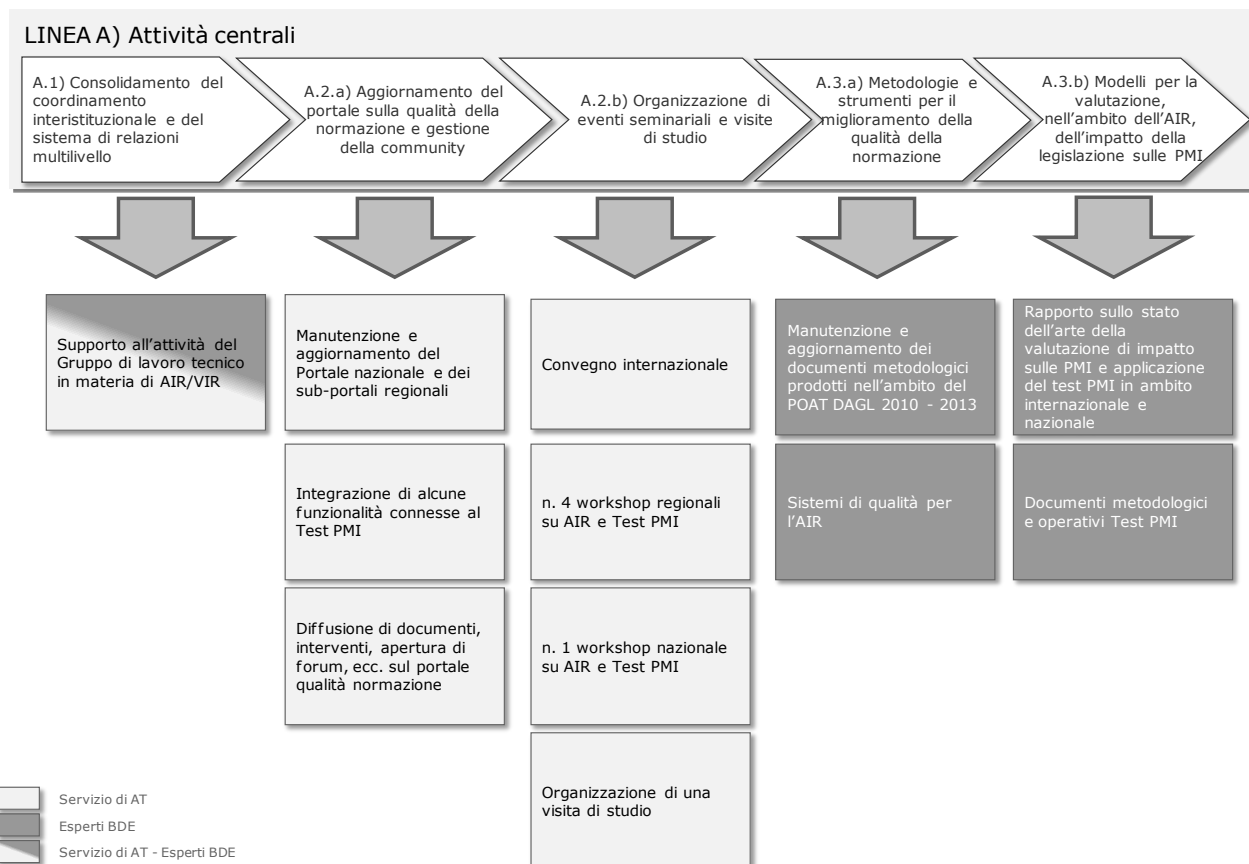 LINEA A) Attività centrali
A.1) Consolidamento del
coordinamento
interistituzionale e del
sistema di relazioni
multilivello
A.2.a) Aggiornamento del
portale sulla qualità della
normazione e gestione
della community
A.2.b) Organizzazione di
eventi seminariali e visite
di studio
A.3.a) Metodologie e
strumenti per il
miglioramento della
qualità della
normazione
A.3.b) Modelli per la
valutazione,
nell'ambito dell'AIR,
dell'impatto della
legislazione sulle PMI
Supporto all'attività del
Gruppo di lavoro tecnico
in materia di AIR/VIR
Manutenzione e
aggiornamento del
Portale nazionale e dei
sub-portali regionali
Integrazione di alcune
funzionalità connesse al
Test PMI
Diffusione di documenti,
interventi, apertura di
forum, ecc. sul portale
qualità normazione
Convegno internazionale
n. 4 workshop regionali
su AIR e Test PMI
n. 1 workshop nazionale
su AIR e Test PMI
Organizzazione di una
visita di studio
Manutenzione e
aggiornamento dei
documenti metodologici
prodotti nell'ambito del
POAT DAGL 2010 - 2013
Sistemi di qualità per
l'AIR
Rapporto sullo stato
dell'arte della
valutazione di impatto
sulle PMI e applicazione
del test PMI in ambito
internazionale e
nazionale
Documenti metodologici
e operativi Test PMI
Servizio di AT
Esperti BDE
Servizio di AT - Esperti BDE